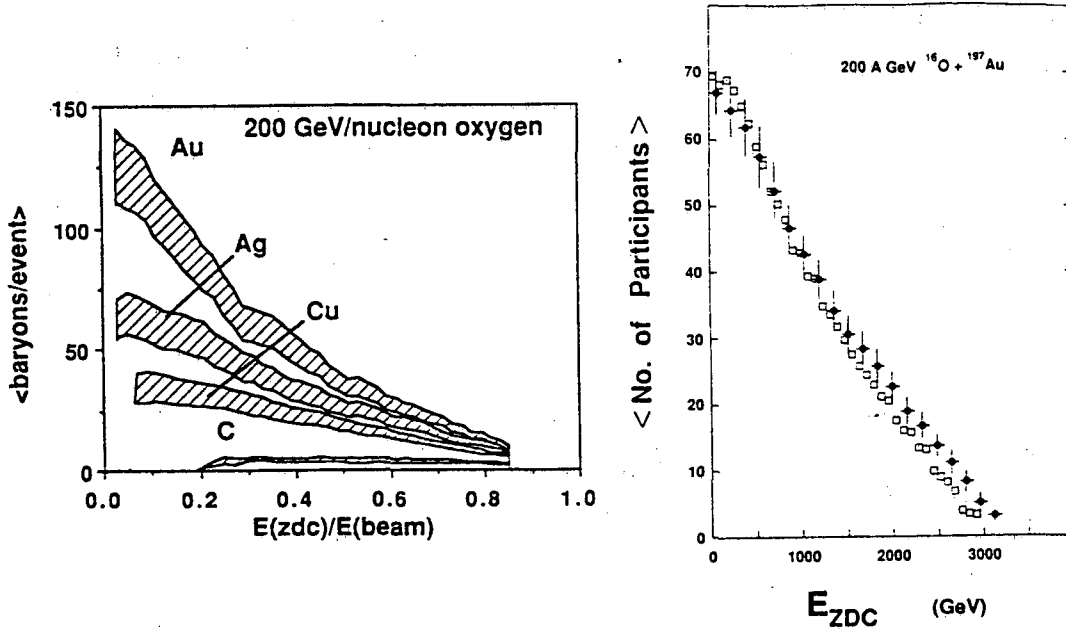 150
100
50
0
<baryons/event>
200 GeV/nucleon oxygen
Au
Ag
Cu
C
0.0 0.2 0.4 0.6 0.8 1.0
E(zdc)/E(beam)
200 A GeV ¹⁶O + ¹⁹⁷Au
70
60
50
40
30
20
10
0
< No. of Participants >
0 1000 2000 3000
E_ZDC (GeV)